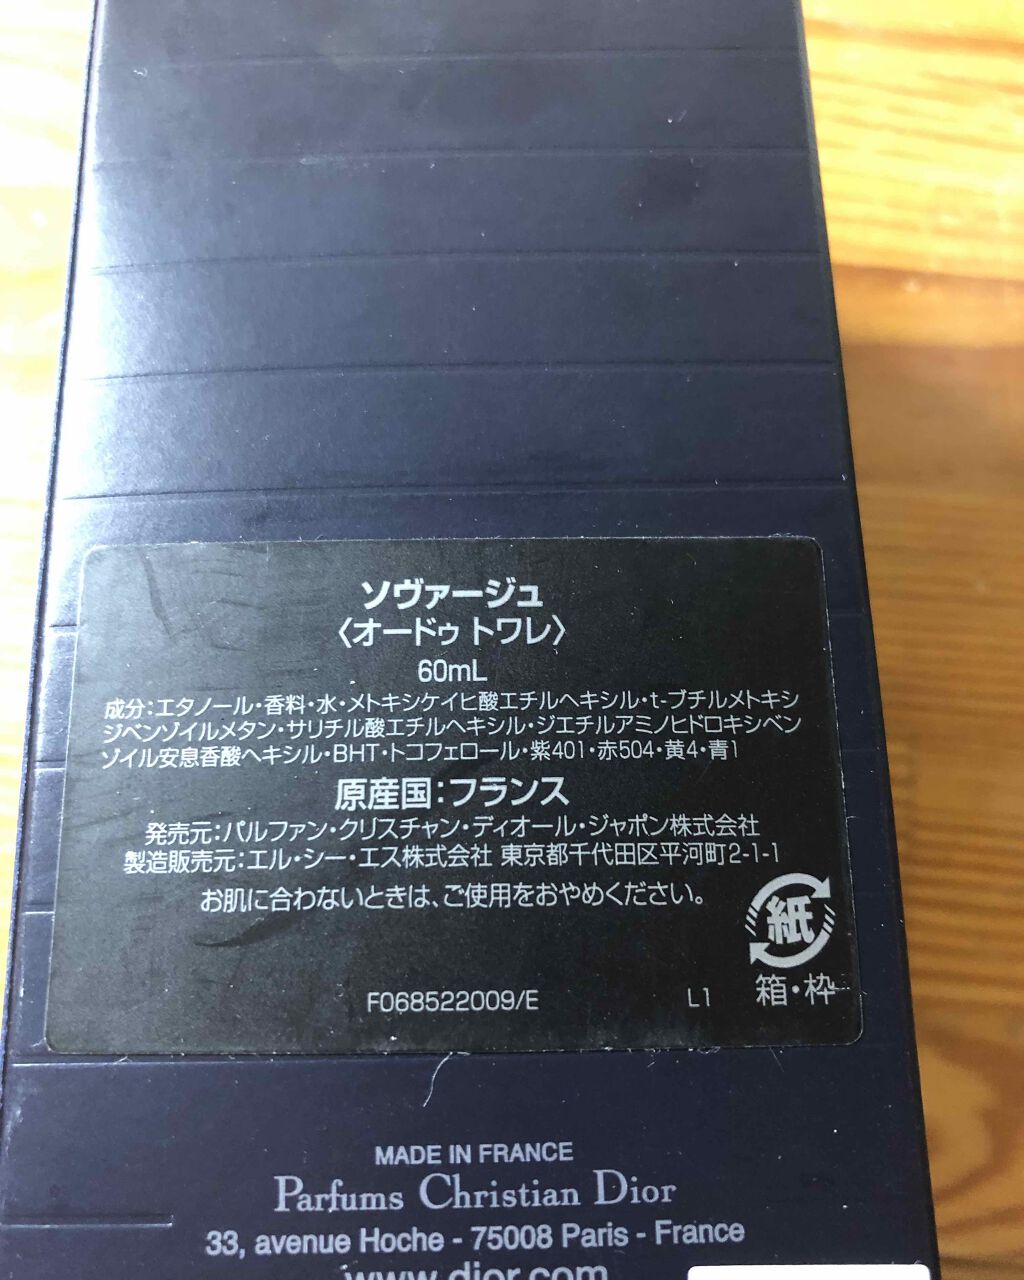 ソヴァージュ
〈オードゥ トワレ〉
60mL
成分:エタノール・香料・水・メトキシケイヒ酸エチルヘキシル・t-ブチルメトキシ
ジベンゾイルメタン・サリチル酸エチルヘキシル・ジエチルアミノヒドロキシベン
ゾイル安息香酸ヘキシル・BHT・トコフェロール・紫401・赤504・黄4・青1
原産国:フランス
発売元:パルファン・クリスチャン・ディオール・ジャポン株式会社
製造販売元:エル・シー・エス株式会社 東京都千代田区平河町2-1-1
お肌に合わないときは、ご使用をおやめください。
紙
箱・枠
F068522009/E L1
MADE IN FRANCE
Parfums Christian Dior
33, avenue Hoche - 75008 Paris - France
www.dior.com